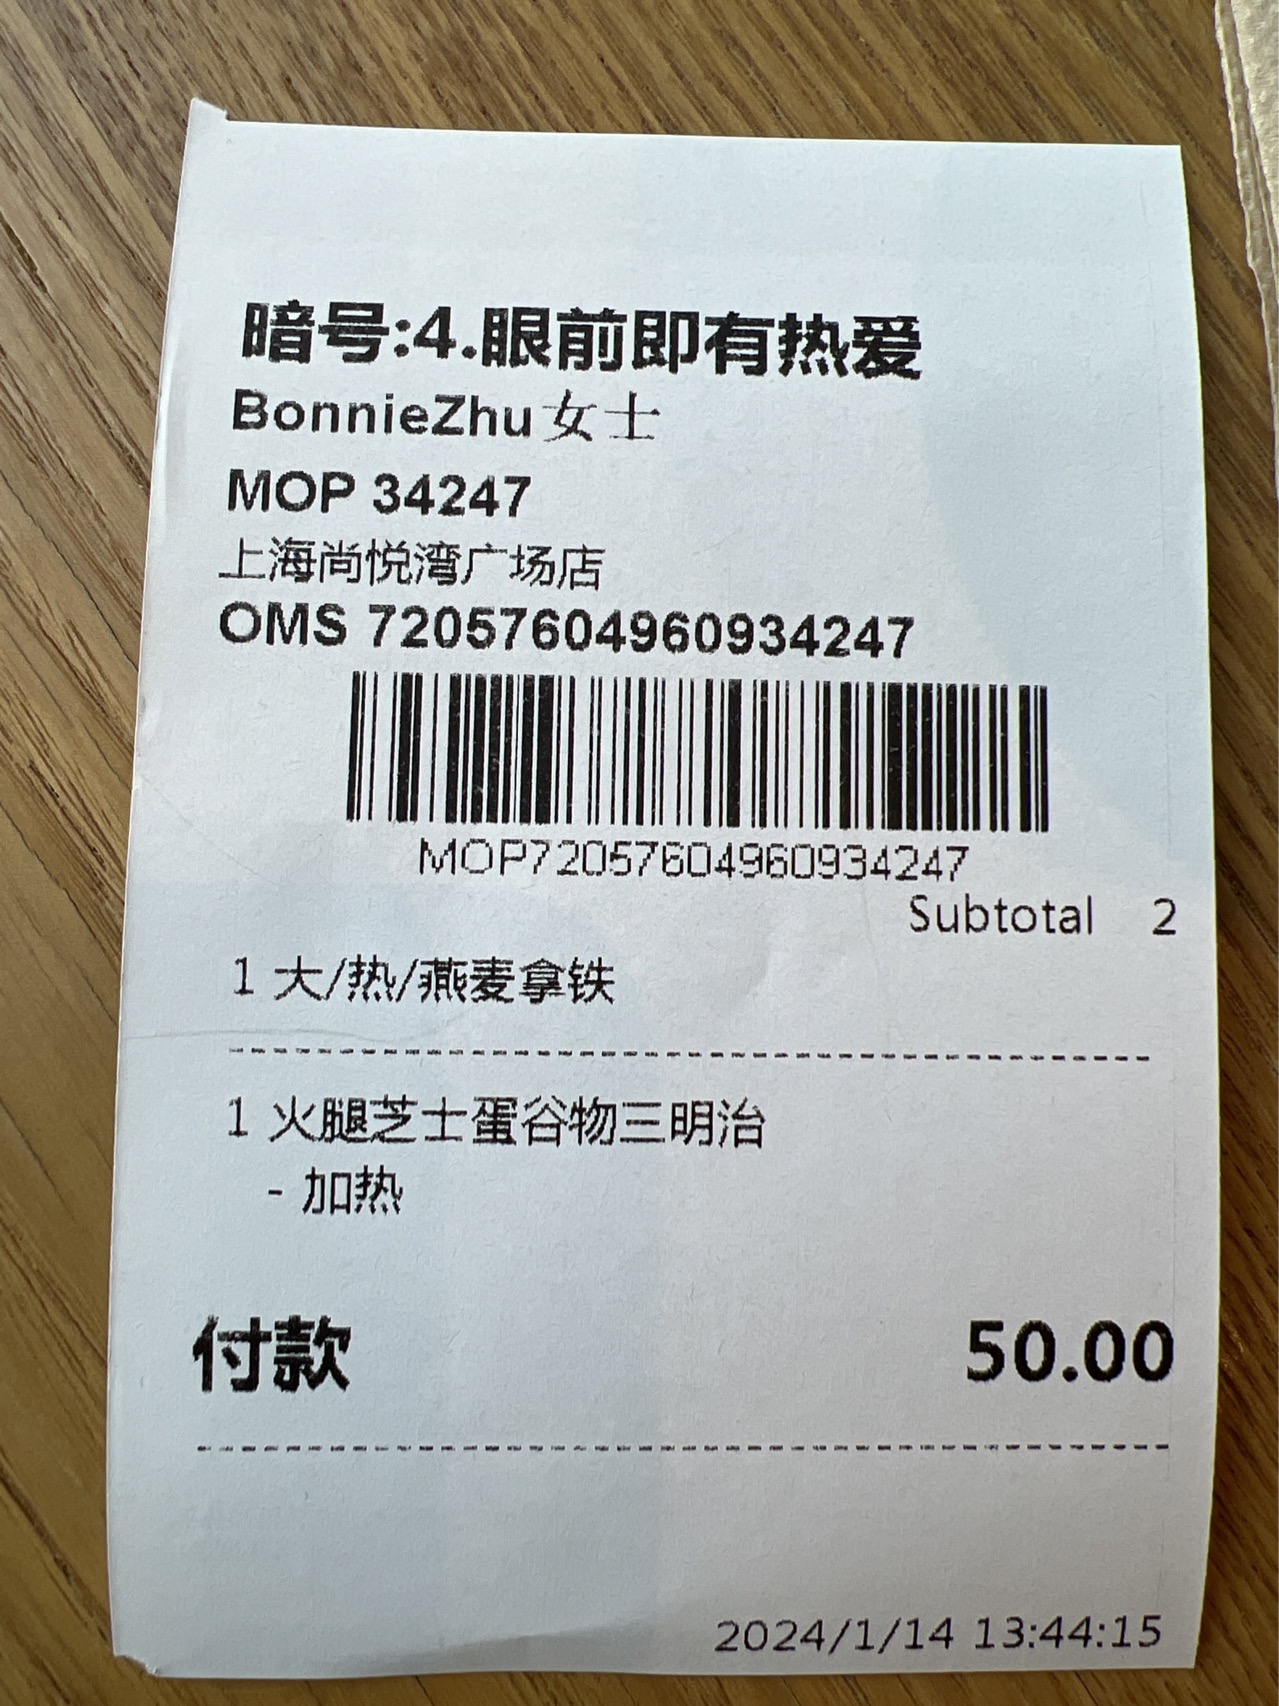 暗号:4.眼前即有热爱
BonnieZhu女士
MOP 34247
上海尚悦湾广场店
OMS 72057604960934247
MOP72057604960934247
Subtotal 2
1 大/热/燕麦拿铁
1 火腿芝士蛋谷物三明治
- 加热
付款 50.00
2024/1/14 13:44:15